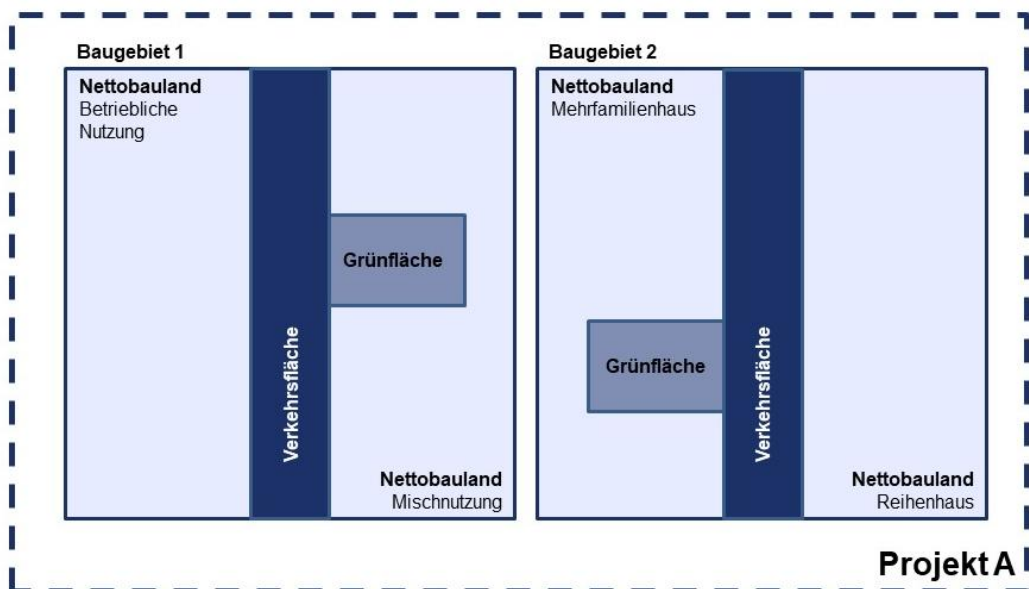 Baugebiet 1
Nettobauland
Betriebliche
Nutzung
Verkehrsfläche
Grünfläche
Nettobauland
Mischnutzung
Baugebiet 2
Nettobauland
Mehrfamilienhaus
Grünfläche
Verkehrsfläche
Nettobauland
Reihenhaus
Projekt A